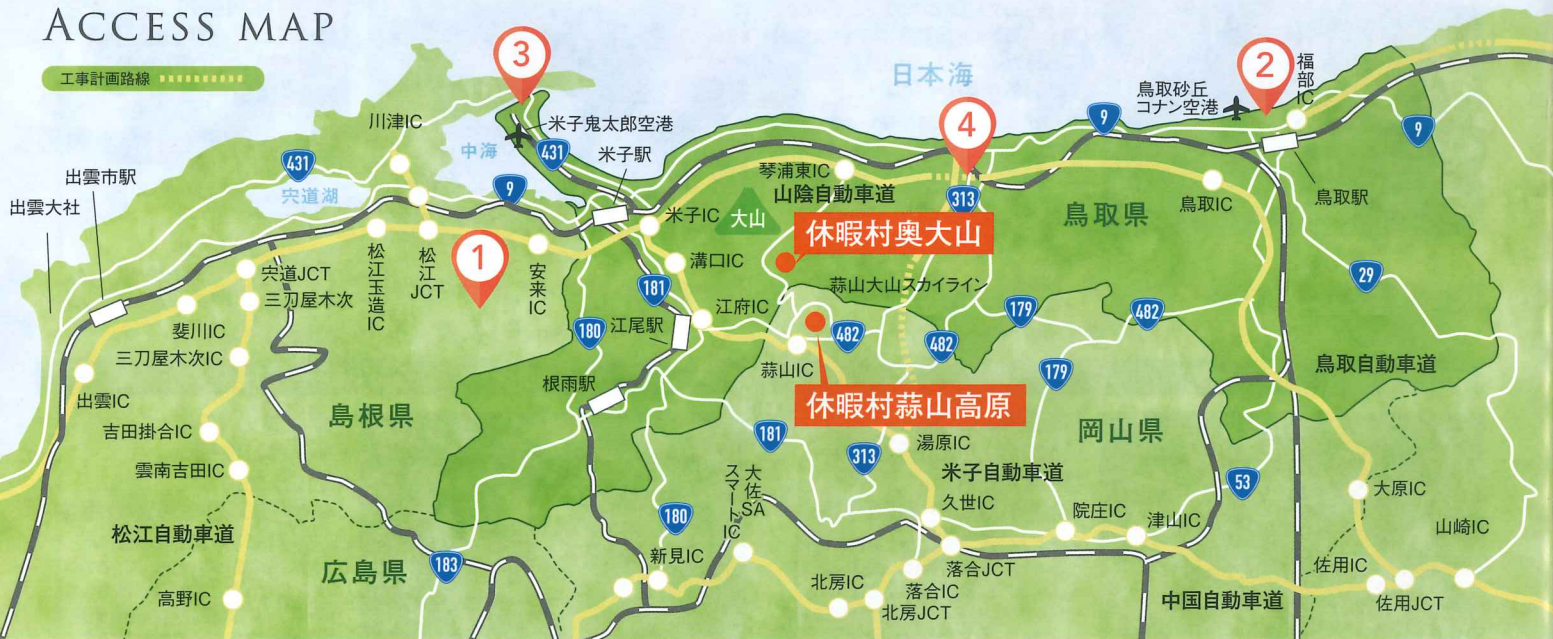 ACCESS MAP
工事計画路線
3
日本海
2
福部IC
鳥取砂丘
コナン空港
川津IC
米子鬼太郎空港
4
9
9
中海
431
米子駅
431
出雲市駅
宍道湖
9
琴浦東IC
山陰自動車道
313
鳥取県
鳥取IC
鳥取駅
出雲大社
米子IC
大山
休暇村奥大山
松江玉造IC
松江JCT
1
安来IC
溝口IC
宍道JCT
三刀屋木次
181
蒜山大山スカイライン
29
斐川IC
180
江尾駅
江府IC
482
482
179
482
三刀屋木次IC
蒜山IC
179
鳥取自動車道
出雲IC
根雨駅
休暇村蒜山高原
島根県
岡山県
吉田掛合IC
181
湯原IC
313
雲南吉田IC
大佐SA
スマートIC
米子自動車道
53
大原IC
久世IC
院庄IC
津山IC
山崎IC
松江自動車道
180
広島県
183
新見IC
落合JCT
佐用IC
高野IC
北房IC
落合IC
北房JCT
中国自動車道
佐用JCT